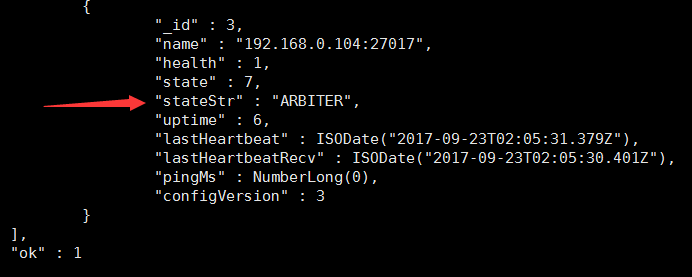 {
"_id" : 3,
"name" : "192.168.0.104:27017",
"health" : 1,
"state" : 7,
"stateStr" : "ARBITER",
"uptime" : 6,
"lastHeartbeat" : ISODate("2017-09-23T02:05:31.379Z"),
"lastHeartbeatRecv" : ISODate("2017-09-23T02:05:30.401Z"),
"pingMs" : NumberLong(0),
"configVersion" : 3
}
],
"ok" : 1